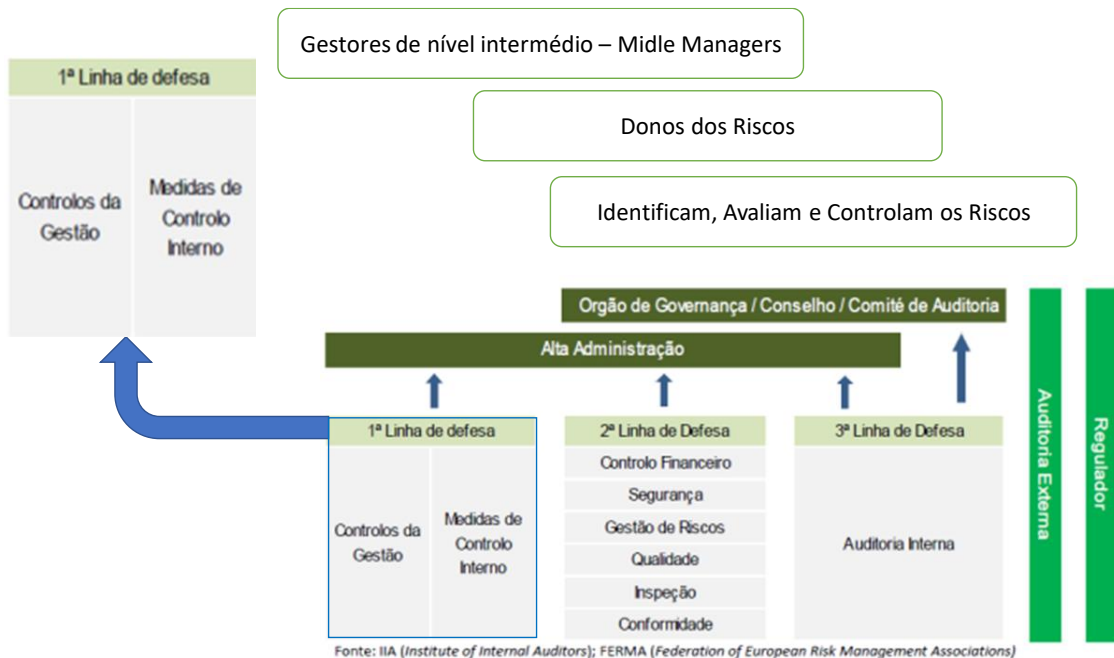 Gestores de nível intermédio – Midle Managers
1ª Linha de defesa
Controlos da
Gestão
Medidas de
Controlo
Interno
Donos dos Riscos
Identificam, Avaliam e Controlam os Riscos
Orgão de Governança / Conselho / Comité de Auditoria
Alta Administração
1ª Linha de defesa
Controlos da
Gestão
Medidas de
Controlo
Interno
2ª Linha de Defesa
Controlo Financeiro
Segurança
Gestão de Riscos
Qualidade
Inspeção
Conformidade
3ª Linha de Defesa
Auditoria Interna
Auditoria Externa
Regulador
Fonte: IIA (Institute of Internal Auditors); FERMA (Federation of European Risk Management Associations)